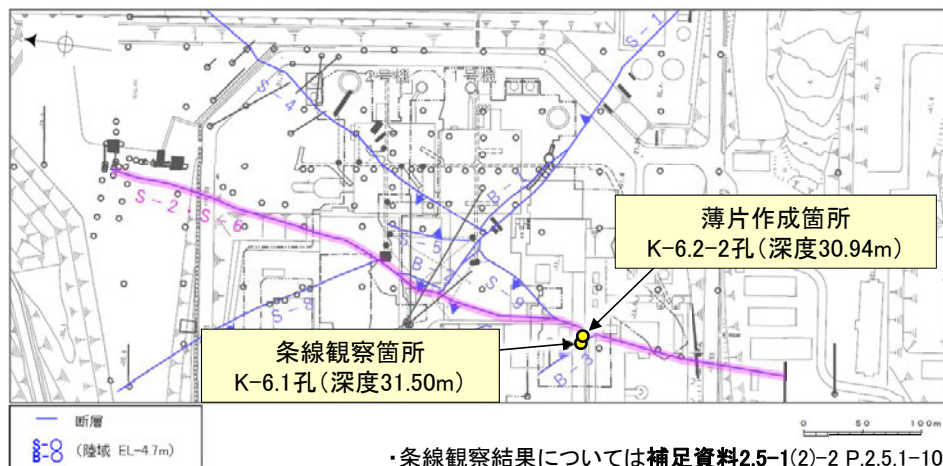 S-1
2号機
1号機
S-4
S-2・S-6
B-1
S-5
B-2
S-9
S-8
B-3
薄片作成箇所
K-6.2-2孔(深度30.94m)
条線観察箇所
K-6.1孔(深度31.50m)
断層
S-8
B-8
(陸域 EL-4.7m)
0 50 100m
・条線観察結果については補足資料2.5-1(2)-2 P.2.5.1-10